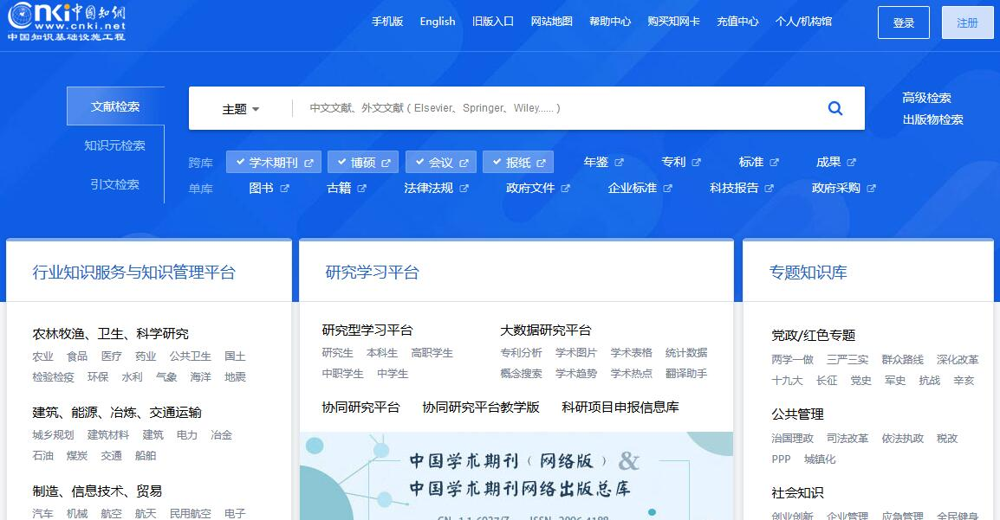 cnki中国知网
www.cnki.net
中国知识基础设施工程
手机版 English 旧版入口 网站地图 帮助中心 购买知网卡 充值中心 个人/机构馆 登录 注册
文献检索
知识元检索
引文检索
主题 中文文献、外文文献（Elsevier、Springer、Wiley......）
高级检索
出版物检索
跨库 学术期刊 博硕 会议 报纸 年鉴 专利 标准 成果
单库 图书 古籍 法律法规 政府文件 企业标准 科技报告 政府采购
行业知识服务与知识管理平台
农林牧渔、卫生、科学研究
农业 食品 医疗 药业 公共卫生 国土
检验检疫 环保 水利 气象 海洋 地震
建筑、能源、冶炼、交通运输
城乡规划 建筑材料 建筑 电力 冶金
石油 煤炭 交通 船舶
制造、信息技术、贸易
汽车 机械 航空 航天 民用航空 电子
研究学习平台
研究型学习平台
研究生 本科生 高职学生
中职学生 中学生
大数据研究平台
专利分析 学术图片 学术表格 统计数据
概念搜索 学术趋势 学术热点 翻译助手
协同研究平台 协同研究平台教学版 科研项目申报信息库
中国学术期刊（网络版）&
中国学术期刊网络出版总库
专题知识库
党政/红色专题
两学一做 三严三实 群众路线 深化改革
十九大 长征 党史 军史 抗战 辛亥
公共管理
治国理政 司法改革 依法执政 税改
PPP 城镇化
社会知识
创业创新 企业管理 应急管理 全民健身